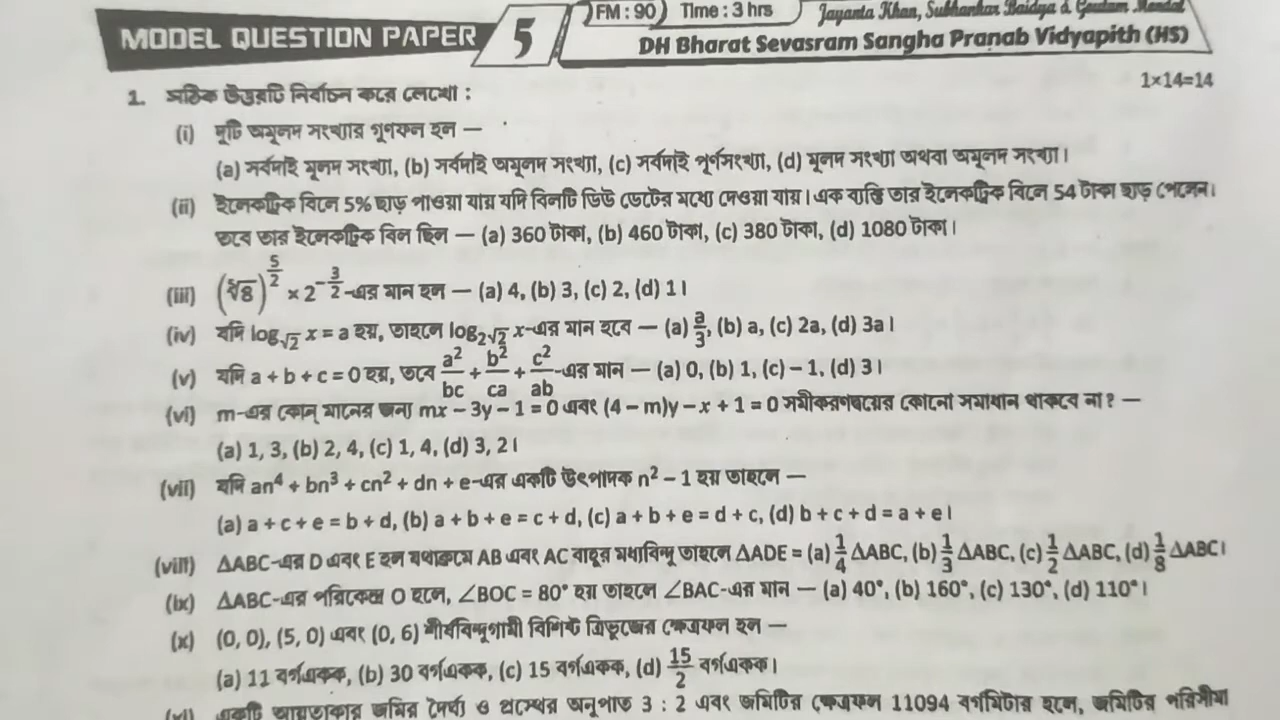 MODEL QUESTION PAPER 5 FM : 90 Time : 3 hrs Jayanta Khan, Subhankar Baidya & Goutam Mondal
DH Bharat Sevasram Sangha Pranab Vidyapith (HS)
1. সঠিক উত্তরটি নির্বাচন করে লেখো : 1×14=14
(i) দুটি অমূলদ সংখ্যার গুণফল হল —
(a) সর্বদাই মূলদ সংখ্যা, (b) সর্বদাই অমূলদ সংখ্যা, (c) সর্বদাই পূর্ণসংখ্যা, (d) মূলদ সংখ্যা অথবা অমূলদ সংখ্যা।
(ii) ইলেকট্রিক বিলে 5% ছাড় পাওয়া যায় যদি বিলটি ডিউ ডেটের মধ্যে দেওয়া যায়। এক ব্যক্তি তার ইলেকট্রিক বিলে 54 টাকা ছাড় পেলেন।
তবে তার ইলেকট্রিক বিল ছিল — (a) 360 টাকা, (b) 460 টাকা, (c) 380 টাকা, (d) 1080 টাকা।
(iii) (⁵√8)^(5/2) × 2^(-3/2)-এর মান হল — (a) 4, (b) 3, (c) 2, (d) 1।
(iv) যদি log_√2 x = a হয়, তাহলে log_2√2 x-এর মান হবে — (a) a/3, (b) a, (c) 2a, (d) 3a।
(v) যদি a + b + c = 0 হয়, তবে a²/bc + b²/ca + c²/ab-এর মান — (a) 0, (b) 1, (c) – 1, (d) 3।
(vi) m-এর কোন্ মানের জন্য mx – 3y – 1 = 0 এবং (4 – m)y – x + 1 = 0 সমীকরণদ্বয়ের কোনো সমাধান থাকবে না? —
(a) 1, 3, (b) 2, 4, (c) 1, 4, (d) 3, 2।
(vii) যদি an⁴ + bn³ + cn² + dn + e-এর একটি উৎপাদক n² – 1 হয় তাহলে —
(a) a + c + e = b + d, (b) a + b + e = c + d, (c) a + b + e = d + c, (d) b + c + d = a + e।
(viii) ΔABC-এর D এবং E হল যথাক্রমে AB এবং AC বাহুর মধ্যবিন্দু তাহলে ΔADE = (a) 1/4 ΔABC, (b) 1/3 ΔABC, (c) 1/2 ΔABC, (d) 1/8 ΔABC।
(ix) ΔABC-এর পরিকেন্দ্র O হলে, ∠BOC = 80° হয় তাহলে ∠BAC-এর মান — (a) 40°, (b) 160°, (c) 130°, (d) 110°।
(x) (0, 0), (5, 0) এবং (0, 6) শীর্ষবিন্দুগামী বিশিষ্ট ত্রিভুজের ক্ষেত্রফল হল —
(a) 11 বর্গএকক, (b) 30 বর্গএকক, (c) 15 বর্গএকক, (d) 15/2 বর্গএকক।
(xi) একটি আয়তাকার জমির দৈর্ঘ্য ও প্রস্থের অনুপাত 3 : 2 এবং জমিটির ক্ষেত্রফল 11094 বর্গমিটার হলে, জমিটির পরিসীমা